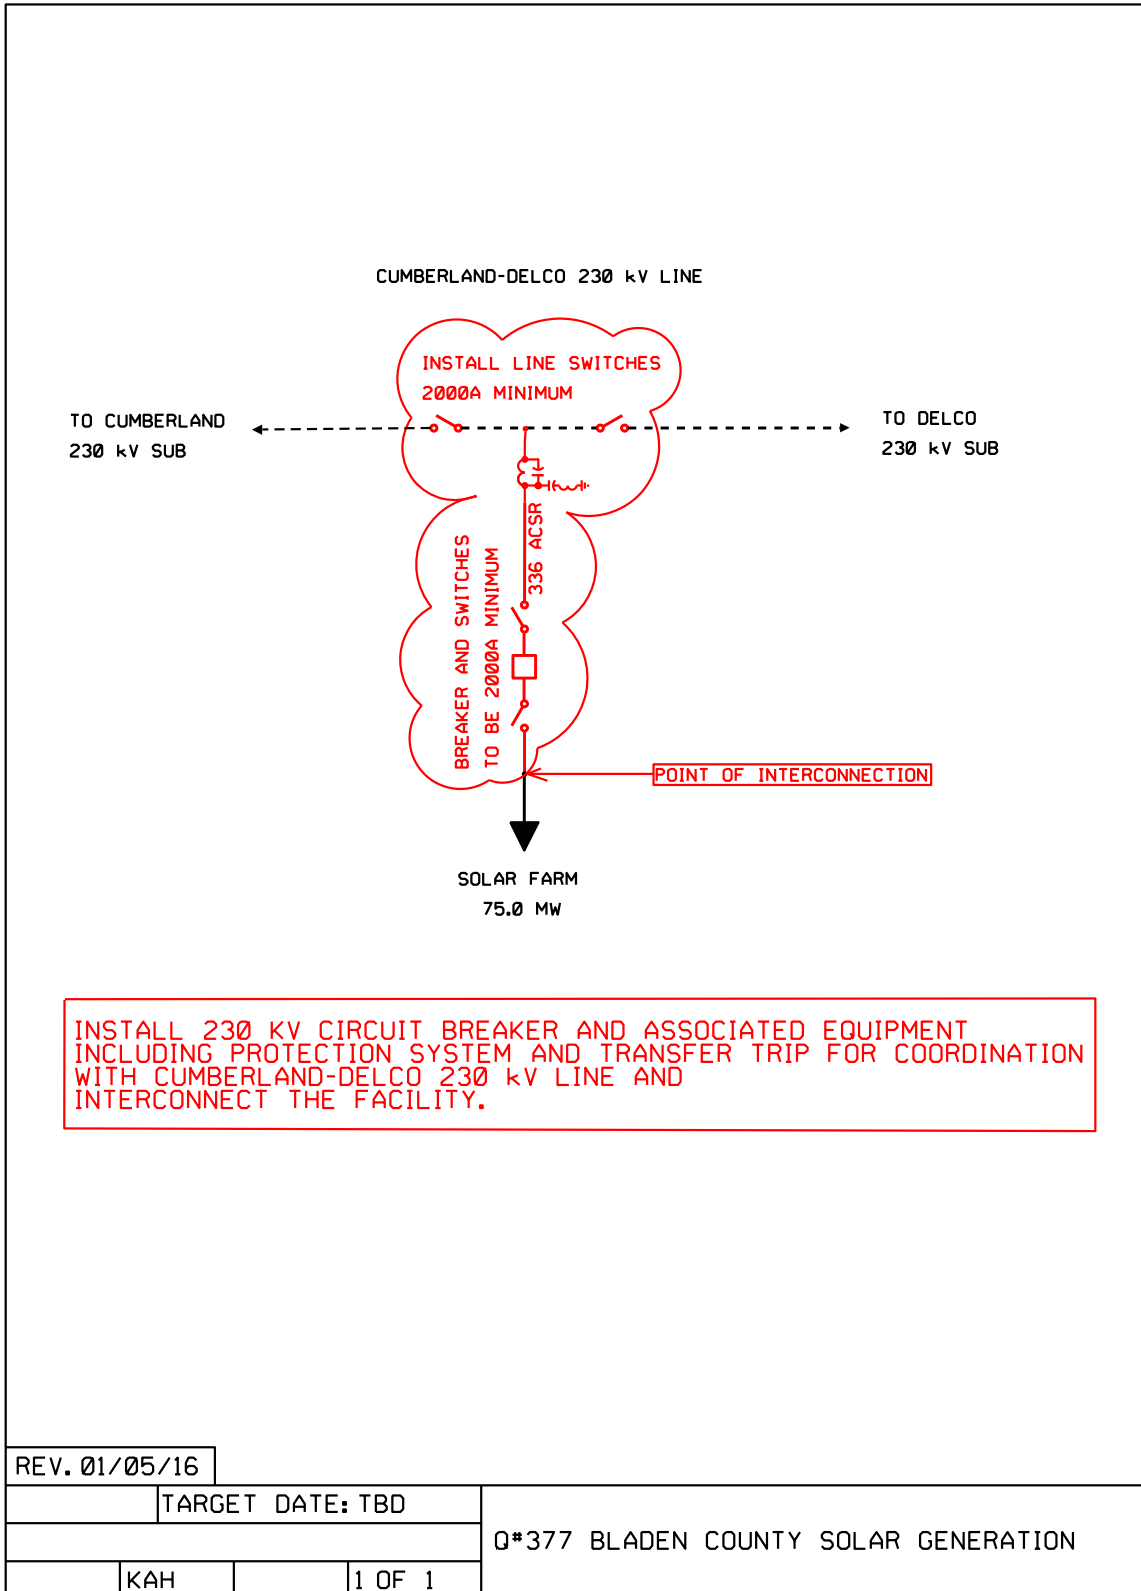 CUMBERLAND-DELCO 230 kV LINE
INSTALL LINE SWITCHES
2000A MINIMUM
TO CUMBERLAND
230 kV SUB
TO DELCO
230 kV SUB
336 ACSR
BREAKER AND SWITCHES
TO BE 2000A MINIMUM
POINT OF INTERCONNECTION
SOLAR FARM
75.0 MW
INSTALL 230 KV CIRCUIT BREAKER AND ASSOCIATED EQUIPMENT
INCLUDING PROTECTION SYSTEM AND TRANSFER TRIP FOR COORDINATION
WITH CUMBERLAND-DELCO 230 kV LINE AND
INTERCONNECT THE FACILITY.
REV. 01/05/16
TARGET DATE: TBD
Q#377 BLADEN COUNTY SOLAR GENERATION
KAH
1 OF 1